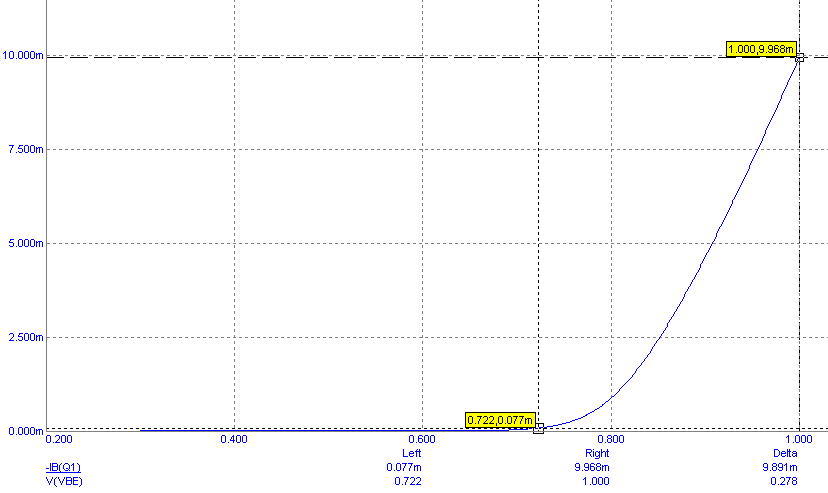 1.000,9.968m
10.000m
7.500m
5.000m
2.500m
0.722,0.077m
0.000m
0.200 0.400 0.600 0.800 1.000
Left Right Delta
-IB(Q1) 0.077m 9.968m 9.891m
V(VBE) 0.722 1.000 0.278